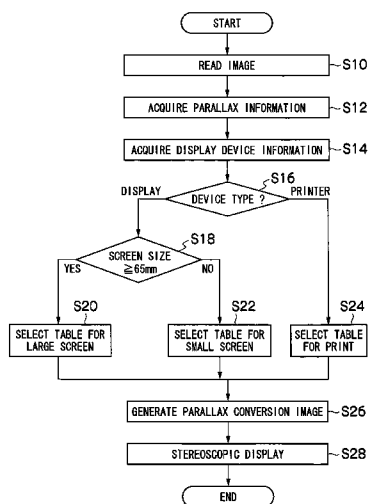 START
READ IMAGE
S10
ACQUIRE PARALLAX INFORMATION
S12
ACQUIRE DISPLAY DEVICE INFORMATION
S14
S16
DISPLAY
DEVICE TYPE ?
PRINTER
S18
SCREEN SIZE
≧65mm
YES
NO
S20
S22
S24
SELECT TABLE FOR
LARGE SCREEN
SELECT TABLE FOR
SMALL SCREEN
SELECT TABLE
FOR PRINT
GENERATE PARALLAX CONVERSION IMAGE
S26
STEREOSCOPIC DISPLAY
S28
END